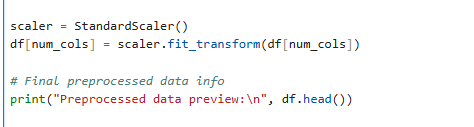 scaler = StandardScaler()
df[num_cols] = scaler.fit_transform(df[num_cols])
# Final preprocessed data info
print("Preprocessed data preview:\n", df.head())